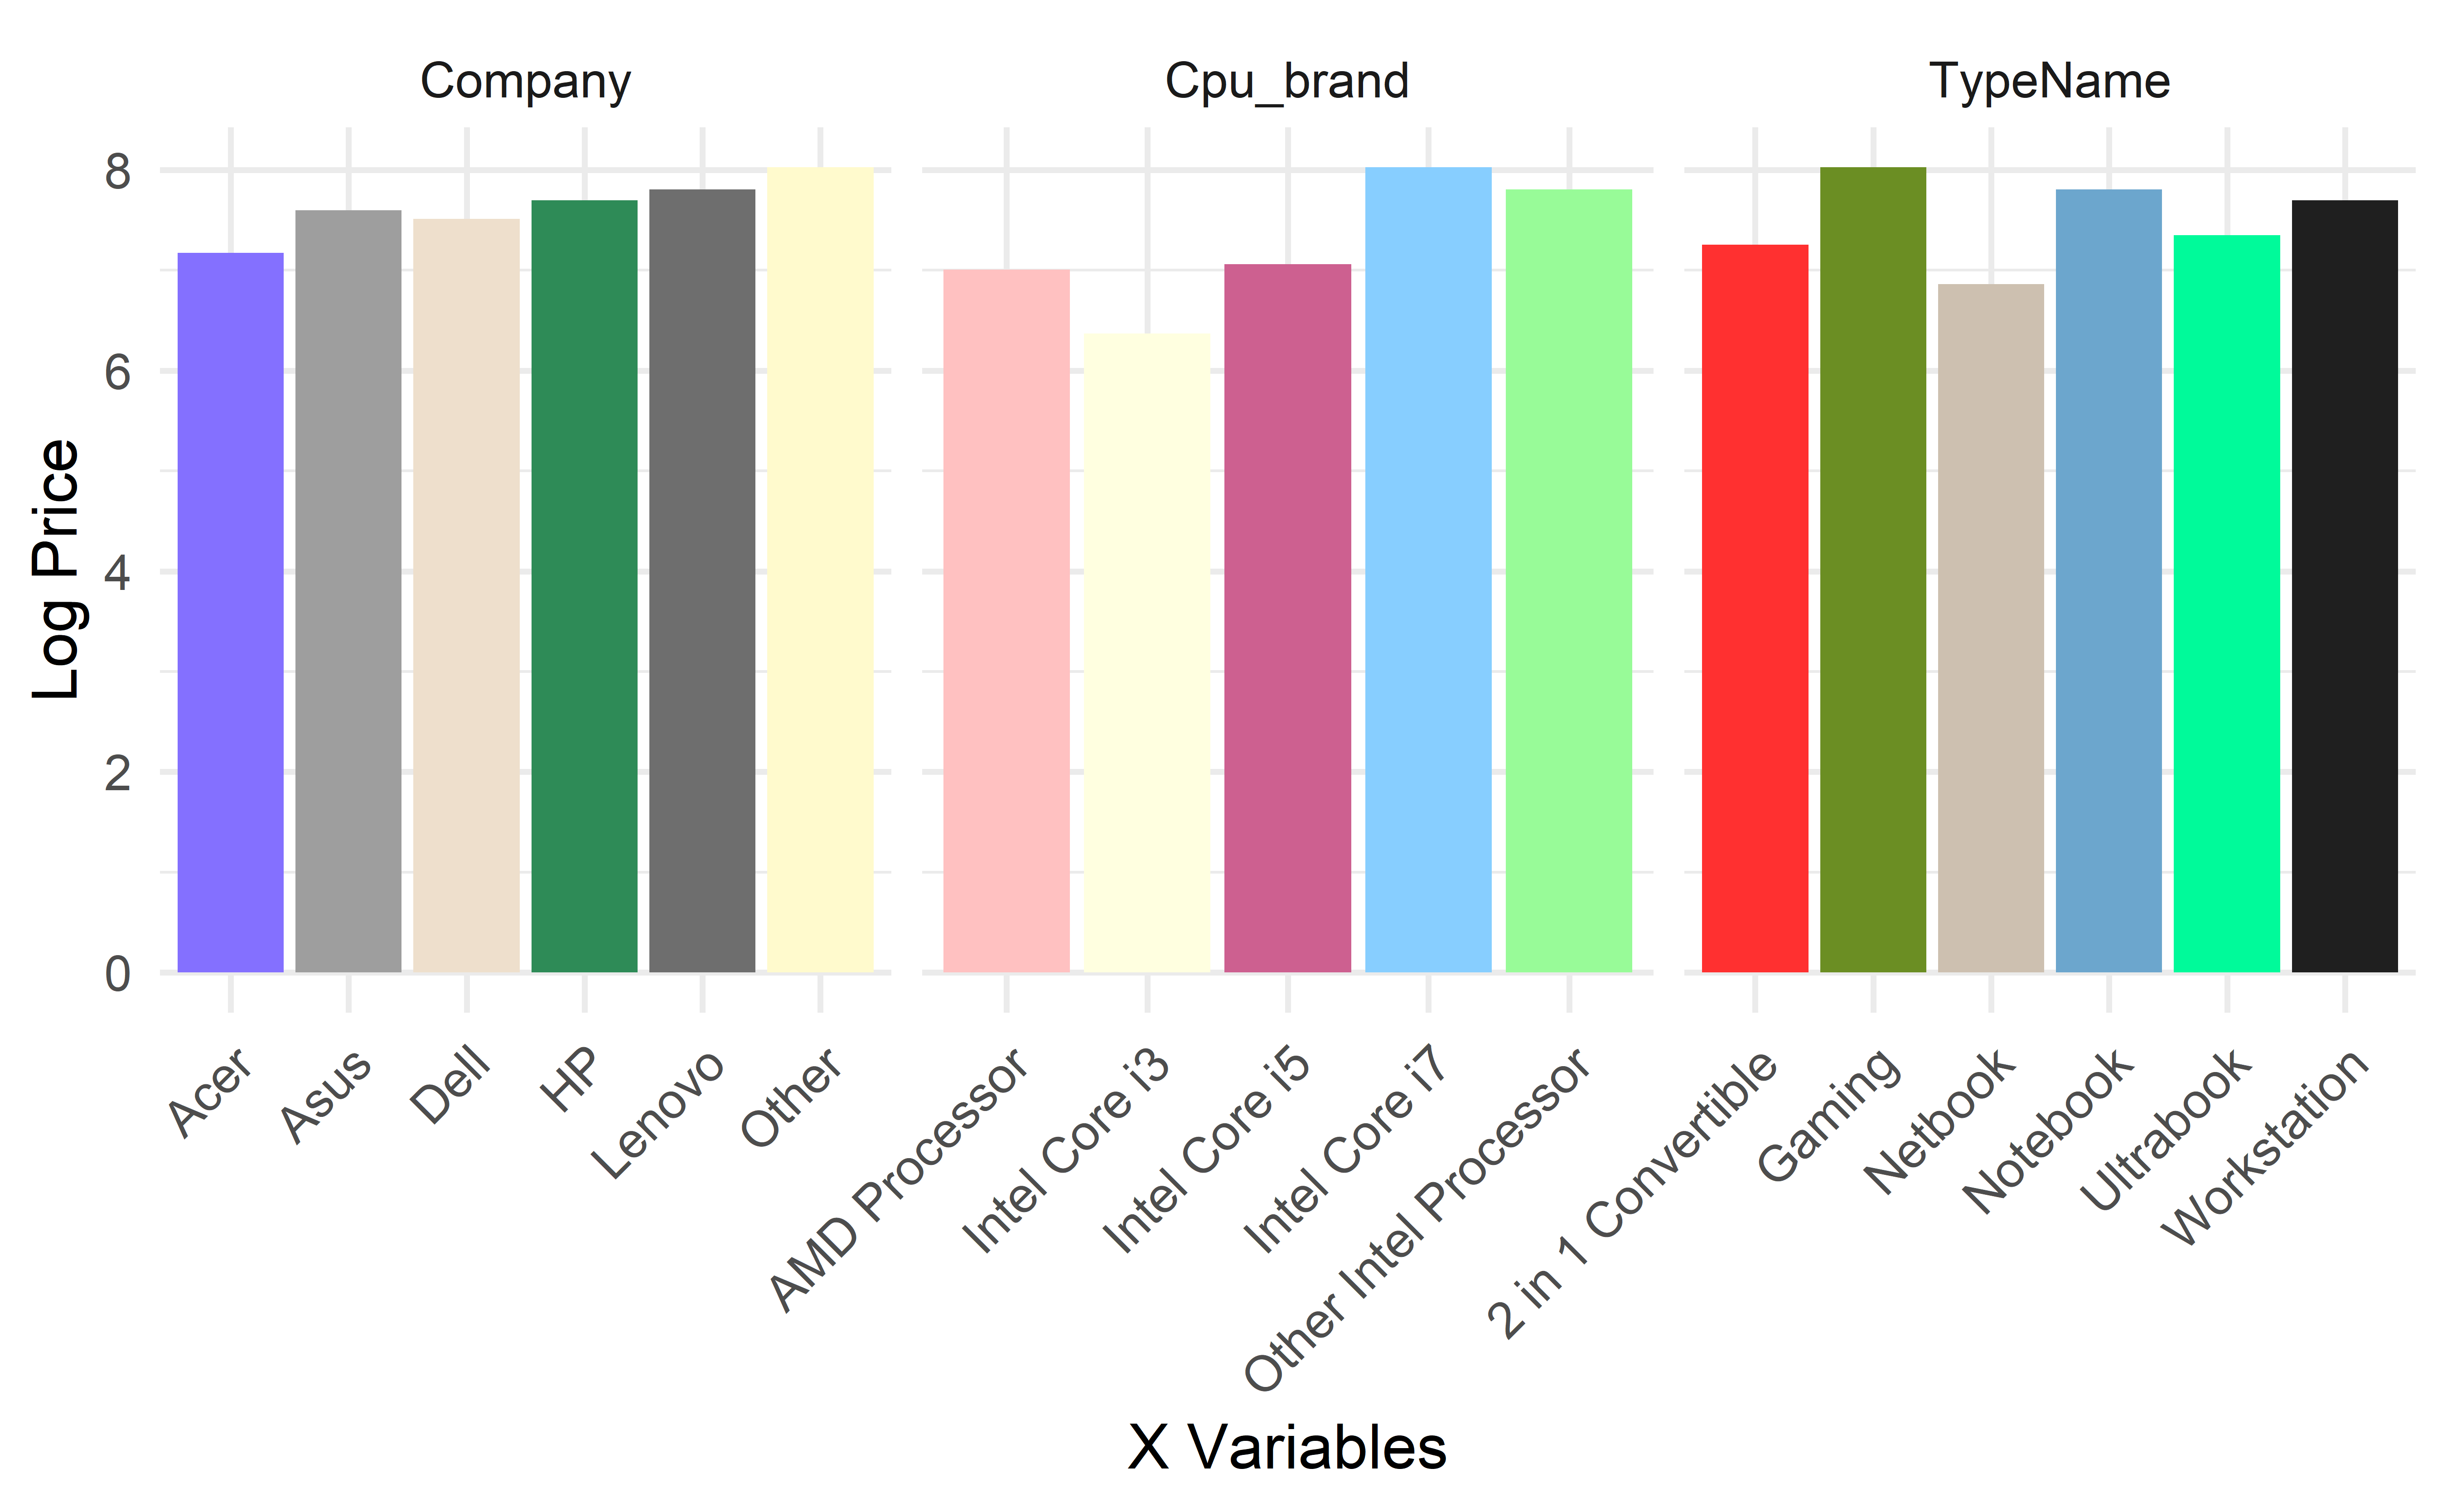 Company
Cpu_brand
TypeName
Log Price
8
6
4
2
0
Acer
Asus
Dell
HP
Lenovo
Other
AMD Processor
Intel Core i3
Intel Core i5
Intel Core i7
Other Intel Processor
2 in 1 Convertible
Gaming
Netbook
Notebook
Ultrabook
Workstation
X Variables